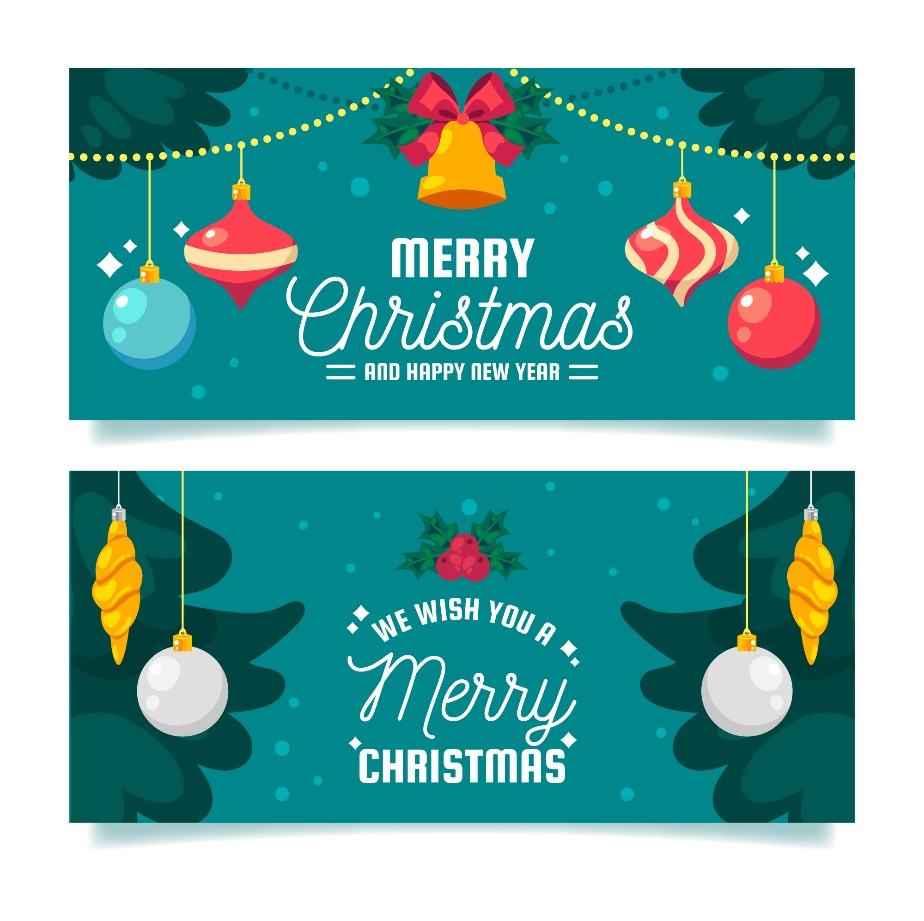 MERRY
Christmas
AND HAPPY NEW YEAR
WE WISH YOU A
Merry
CHRISTMAS